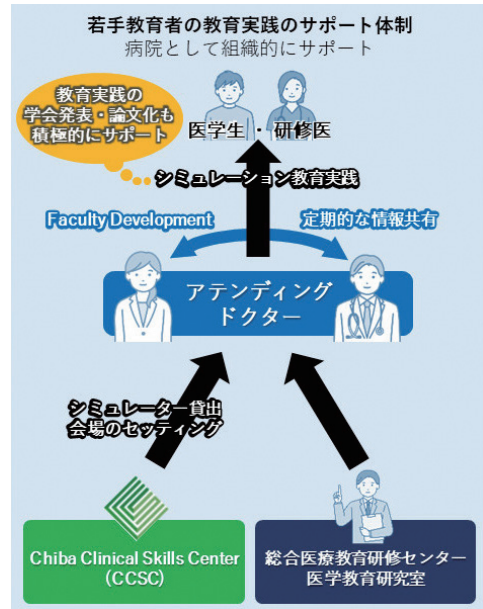 若手教育者の教育実践のサポート体制
病院として組織的にサポート
教育実践の
学会発表・論文化も
積極的にサポート
医学生・研修医
シミュレーション教育実践
Faculty Development
定期的な情報共有
アテンディング
ドクター
シミュレーター貸出
会場のセッティング
Chiba Clinical Skills Center
(CCSC)
総合医療教育研修センター
医学教育研究室